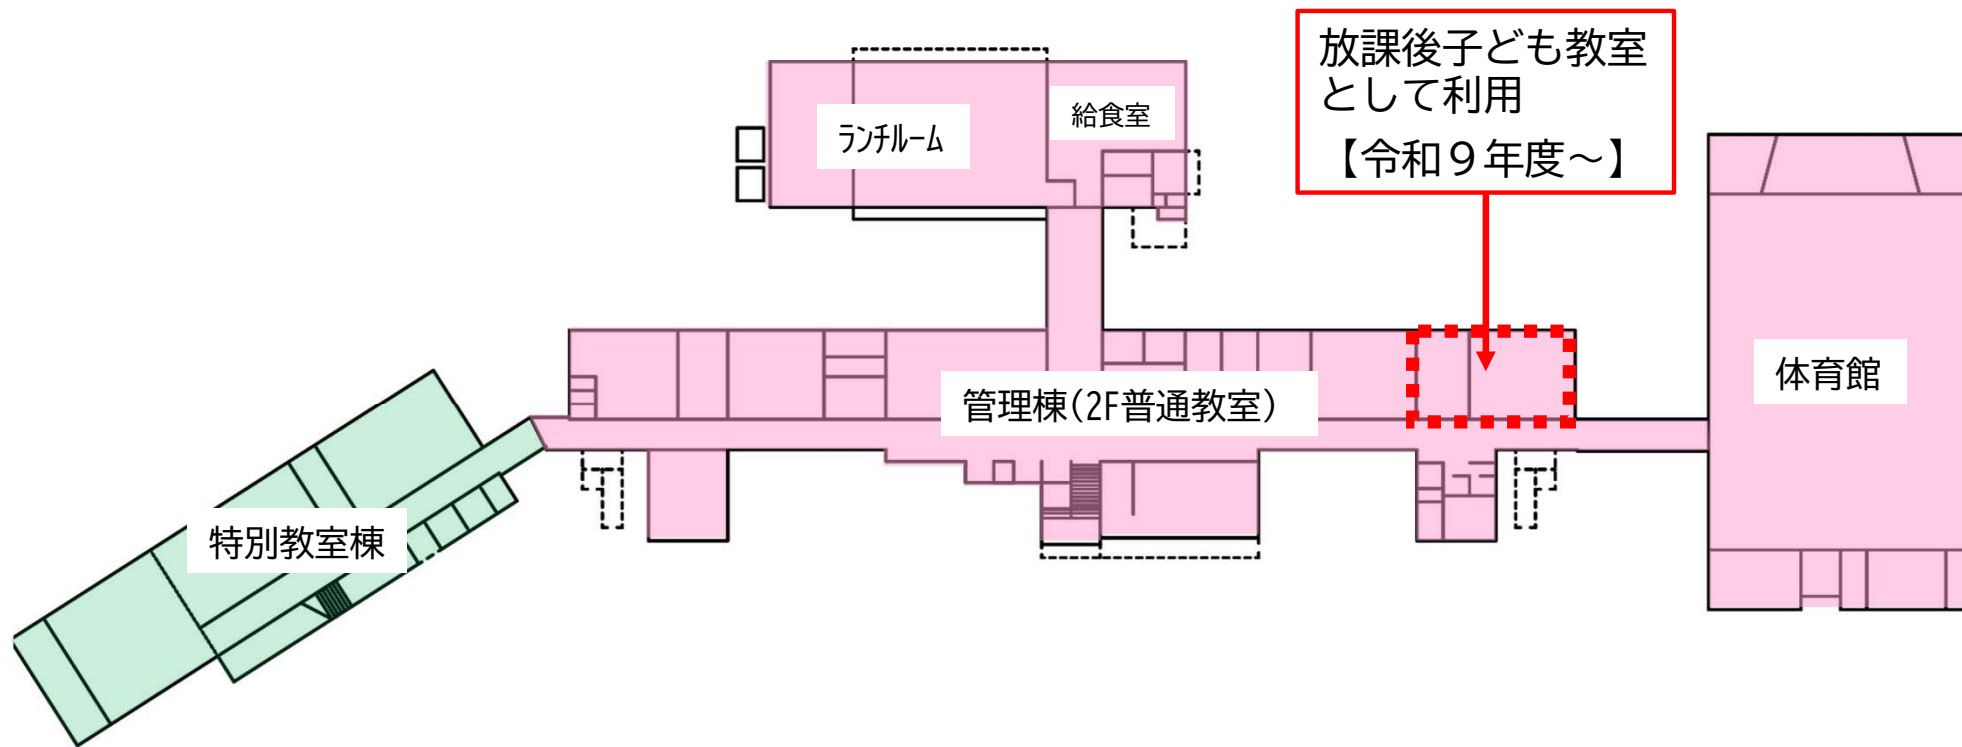 放課後子ども教室
として利用
【令和９年度～】
ﾗﾝﾁﾙｰﾑ
給食室
体育館
管理棟(2F普通教室)
特別教室棟